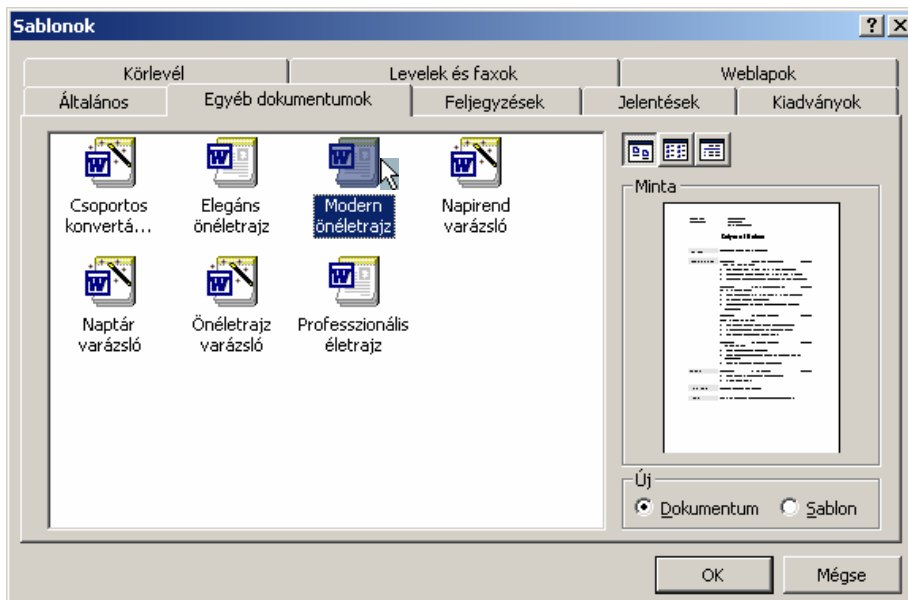 Sablonok
Körlevél Levelek és faxok Weblapok
Általános Egyéb dokumentumok Feljegyzések Jelentések Kiadványok
Csoportos
konvertá...
Elegáns
önéletrajz
Modern
önéletrajz
Napirend
varázsló
Naptár
varázsló
Önéletrajz
varázsló
Professzionális
életrajz
Minta
Új
Dokumentum Sablon
OK Mégse